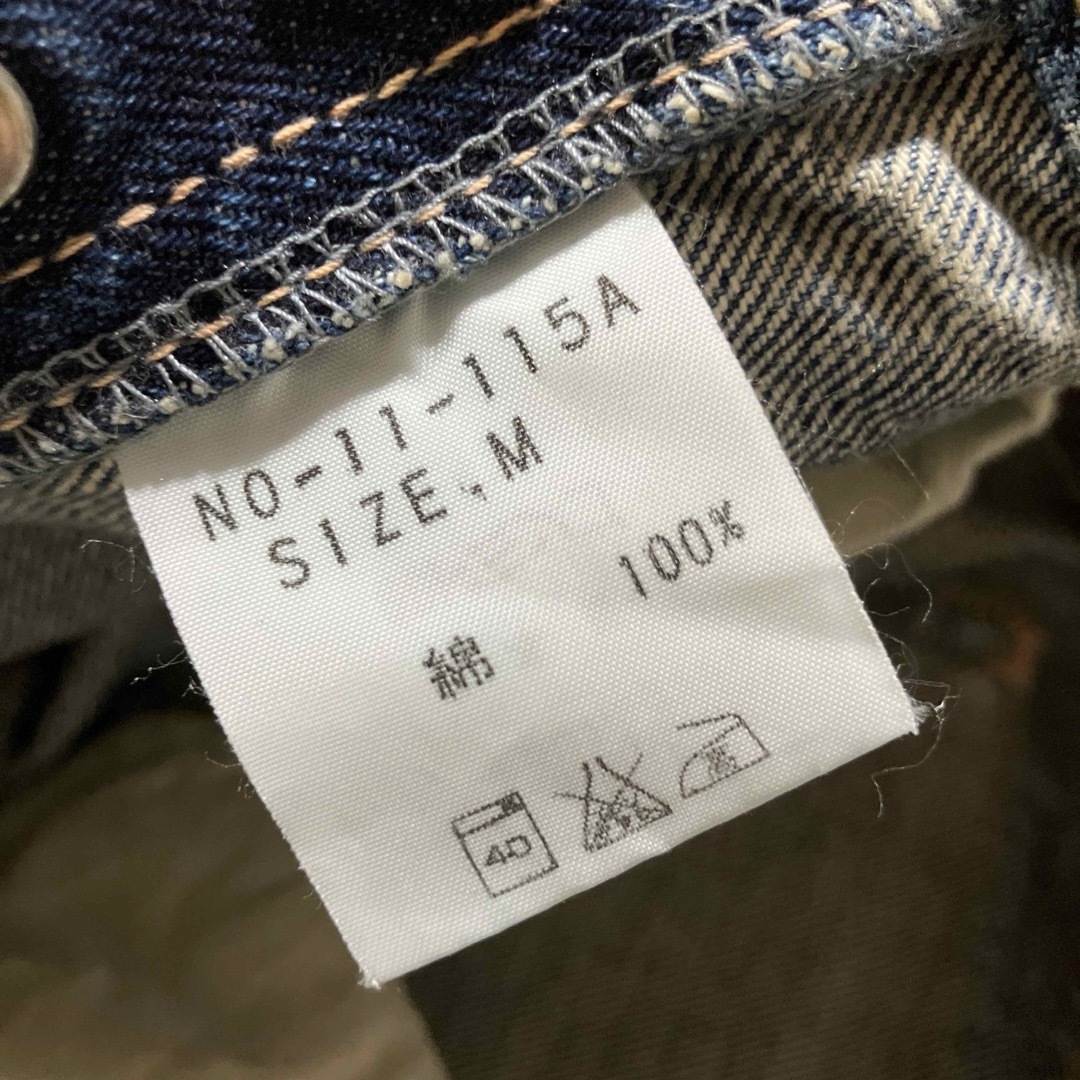 NO-11-115A
SIZE.M
綿 100%
40